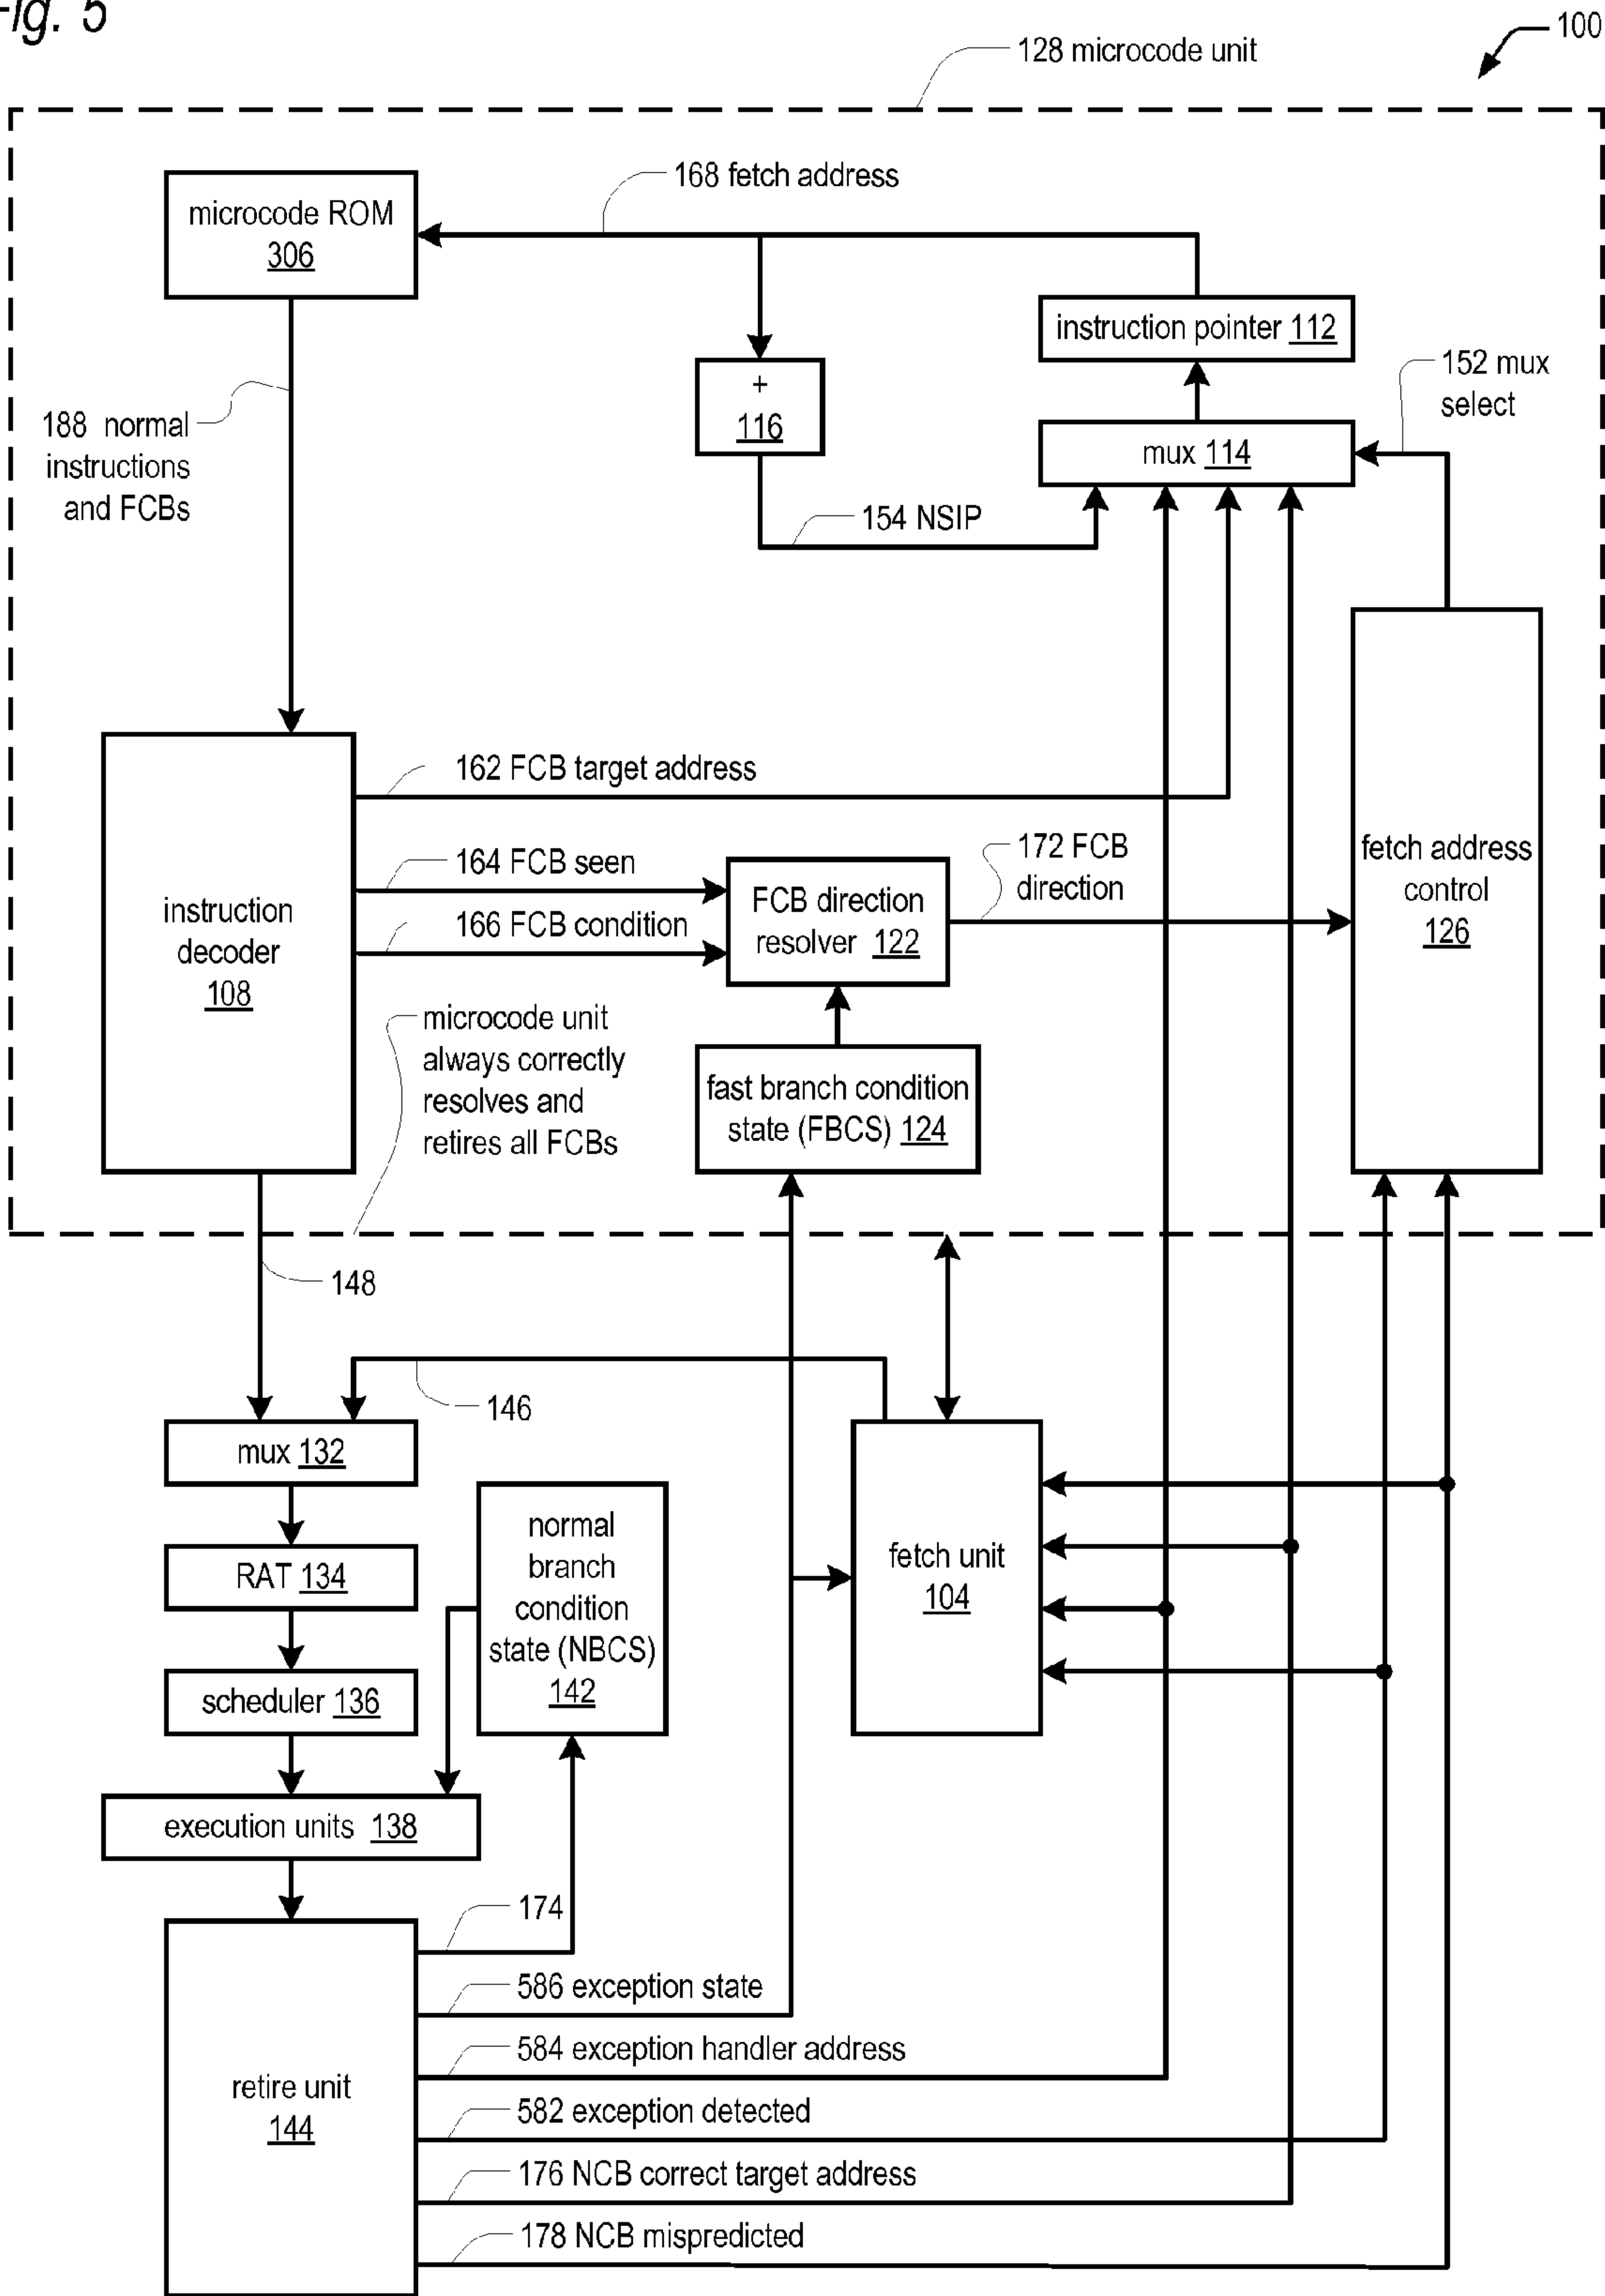 Fig. 5
100
128 microcode unit
168 fetch address
microcode ROM
306
instruction pointer 112
152 mux
select
+
116
188 normal
instructions
and FCBs
mux 114
154 NSIP
162 FCB target address
164 FCB seen
172 FCB
direction
fetch address
control
126
FCB direction
resolver 122
166 FCB condition
instruction
decoder
108
microcode unit
always correctly
resolves and
retires all FCBs
fast branch condition
state (FBCS) 124
148
146
mux 132
normal
branch
condition
state (NBCS)
142
fetch unit
104
RAT 134
scheduler 136
execution units 138
174
586 exception state
584 exception handler address
retire unit
144
582 exception detected
176 NCB correct target address
178 NCB mispredicted